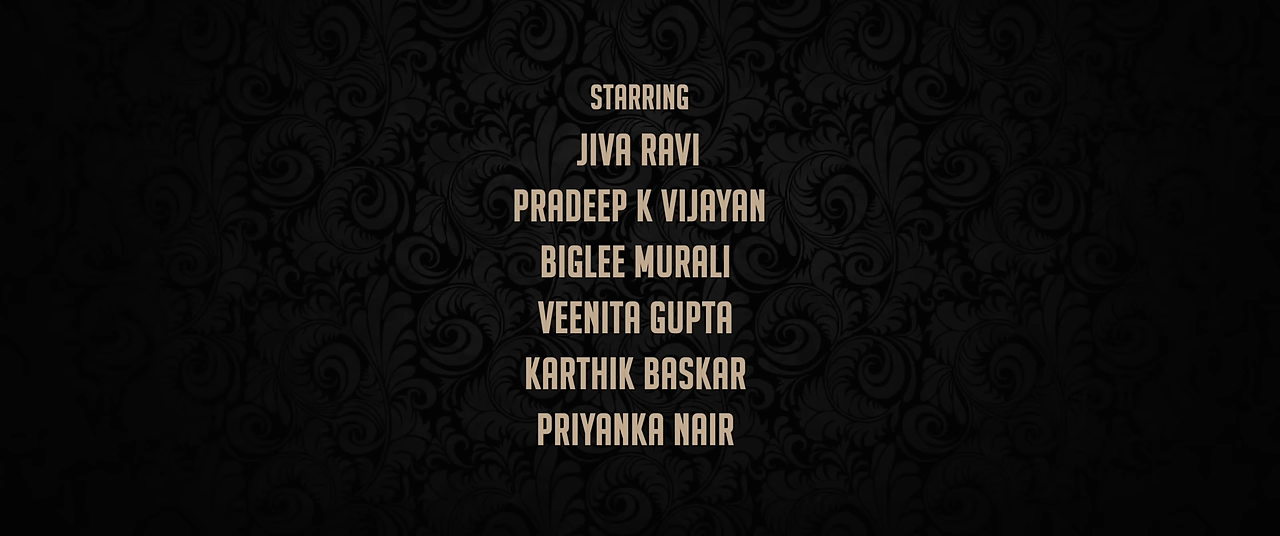 STARRING
JIVA RAVI
PRADEEP K VIJAYAN
BIGLEE MURALI
VEENITA GUPTA
KARTHIK BASKAR
PRIYANKA NAIR